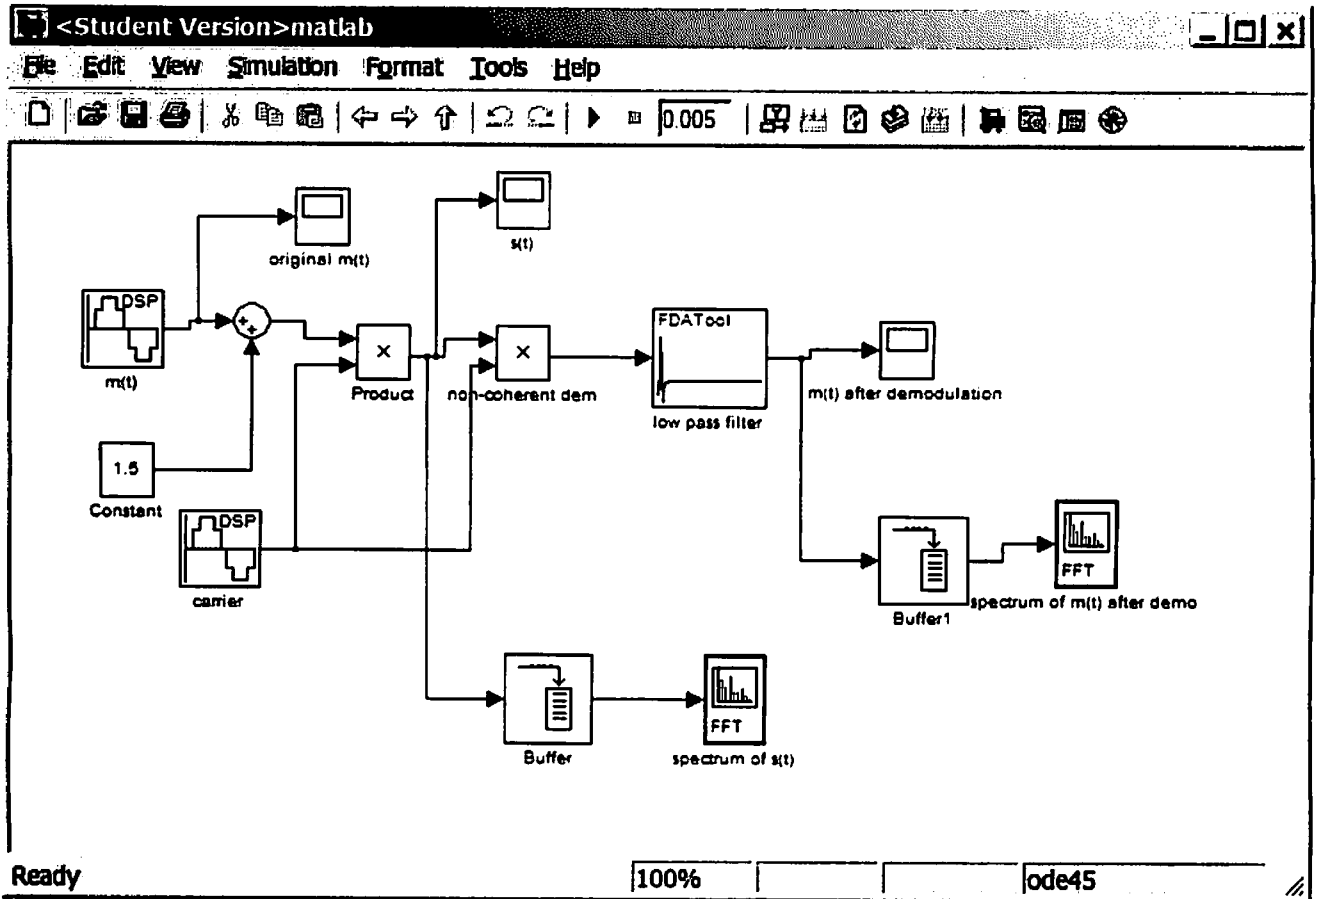 <Student Version>matlab
File Edit View Simulation Format Tools Help
0.005
original m(t)
s(t)
DSP
m(t)
++
×
Product
×
non-coherent dem
FDATool
low pass filter
m(t) after demodulation
1.5
Constant
DSP
carrier
Buffer1
FFT
spectrum of m(t) after demo
Buffer
FFT
spectrum of s(t)
Ready
100%
ode45